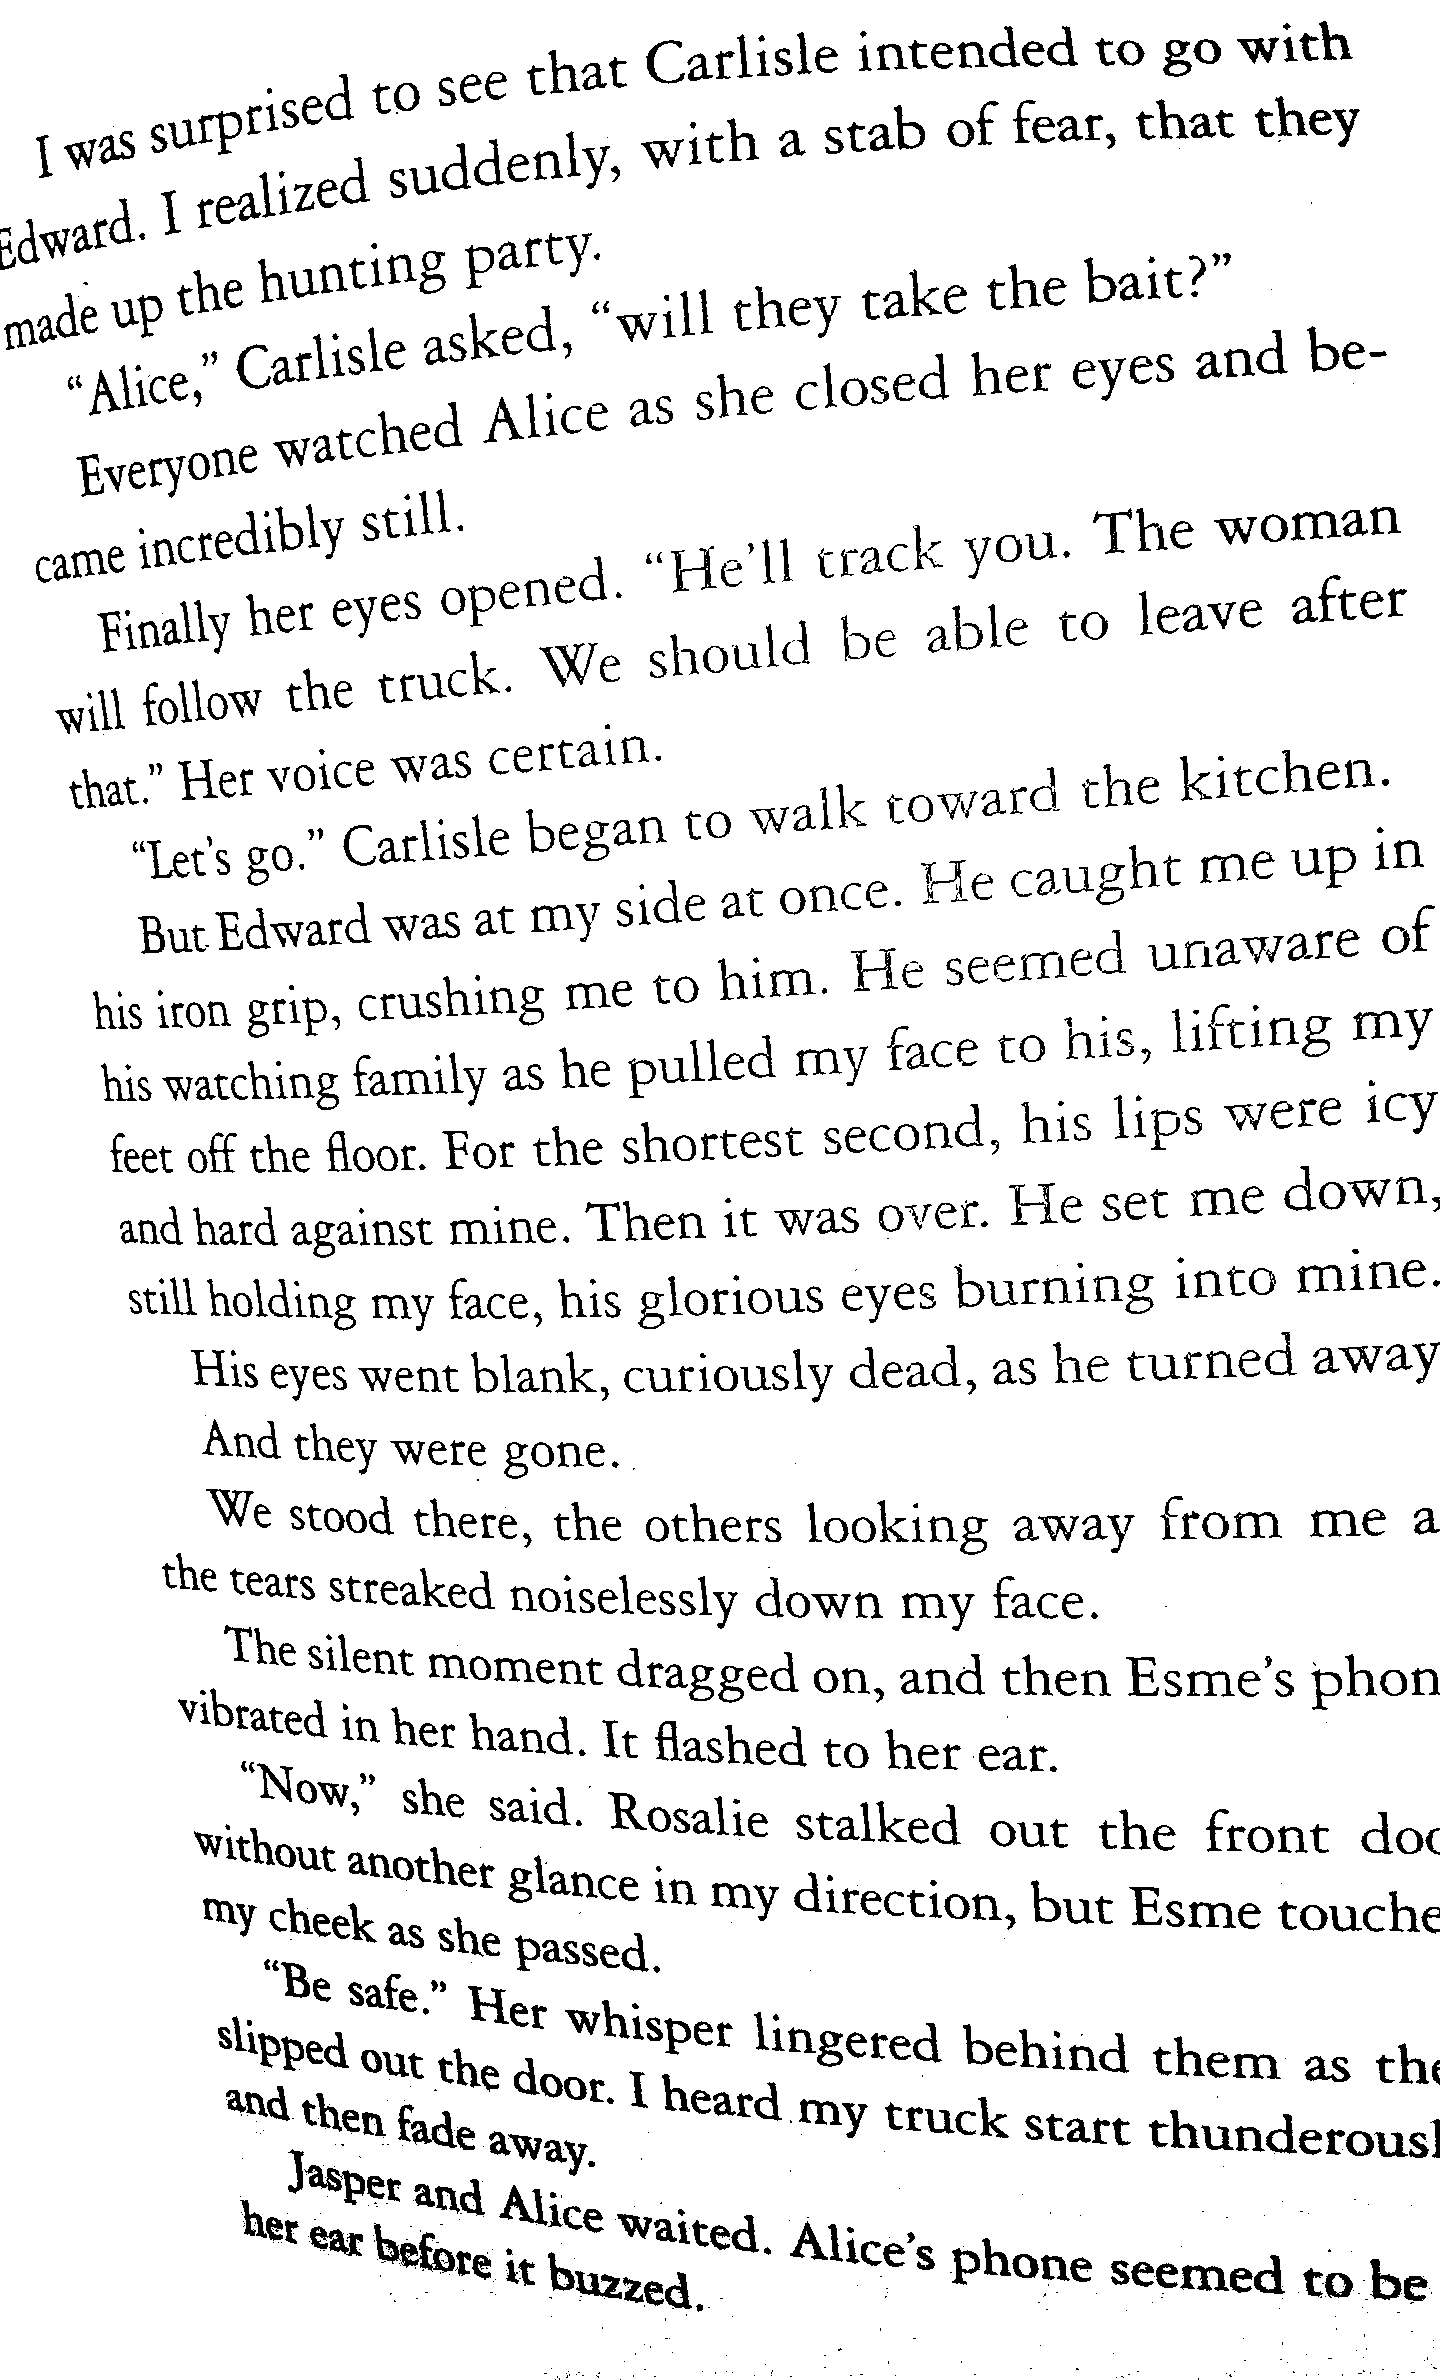 I was surprised to see that Carlisle intended to go with
Edward. I realized suddenly, with a stab of fear, that they
made up the hunting party.
“Alice,” Carlisle asked, “will they take the bait?”
Everyone watched Alice as she closed her eyes and be-
came incredibly still.
Finally her eyes opened. “He’ll track you. The woman
will follow the truck. We should be able to leave after
that.” Her voice was certain.
“Let’s go.” Carlisle began to walk toward the kitchen.
But Edward was at my side at once. He caught me up in
his iron grip, crushing me to him. He seemed unaware of
his watching family as he pulled my face to his, lifting my
feet off the floor. For the shortest second, his lips were icy
and hard against mine. Then it was over. He set me down,
still holding my face, his glorious eyes burning into mine.
His eyes went blank, curiously dead, as he turned away
And they were gone.
We stood there, the others looking away from me a
the tears streaked noiselessly down my face.
The silent moment dragged on, and then Esme’s phon
vibrated in her hand. It flashed to her ear.
“Now,” she said. Rosalie stalked out the front doo
without another glance in my direction, but Esme touche
my cheek as she passed.
“Be safe.” Her whisper lingered behind them as the
slipped out the door. I heard my truck start thunderousl
and then fade away.
Jasper and Alice waited. Alice’s phone seemed to be
her ear before it buzzed.